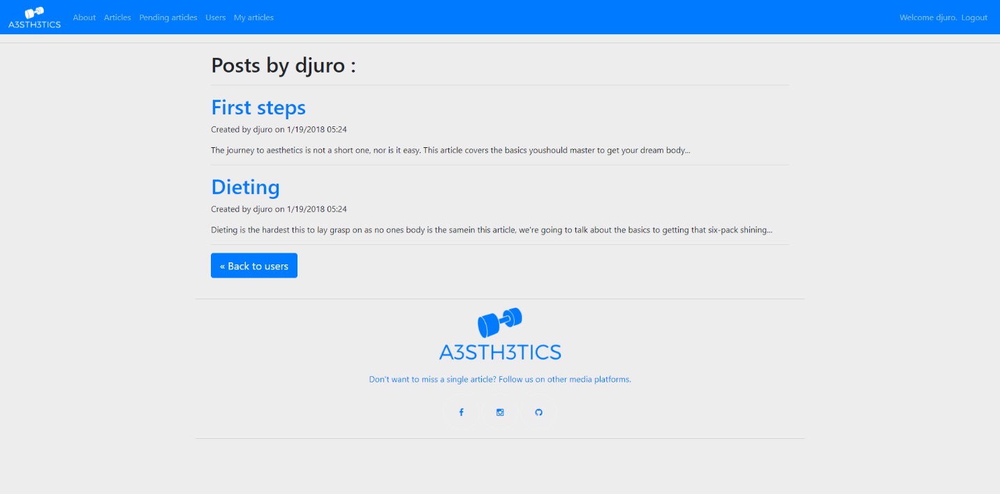 A3STH3TICS About Articles Pending articles Users My articles Welcome djuro. Logout
Posts by djuro :
First steps
Created by djuro on 1/19/2018 05:24
The journey to aesthetic is not a short one, nor is it easy. This article covers the basics youshould master to get your dream body...
Dieting
Created by djuro on 1/19/2018 05:24
Dieting is the hardest this to lay grasp on as no ones body is the samein this article, we're going to talk about the basics to getting that six-pack shining...
« Back to users
A3STH3TICS
Don't want to miss a single article? Follow us on other media platforms.